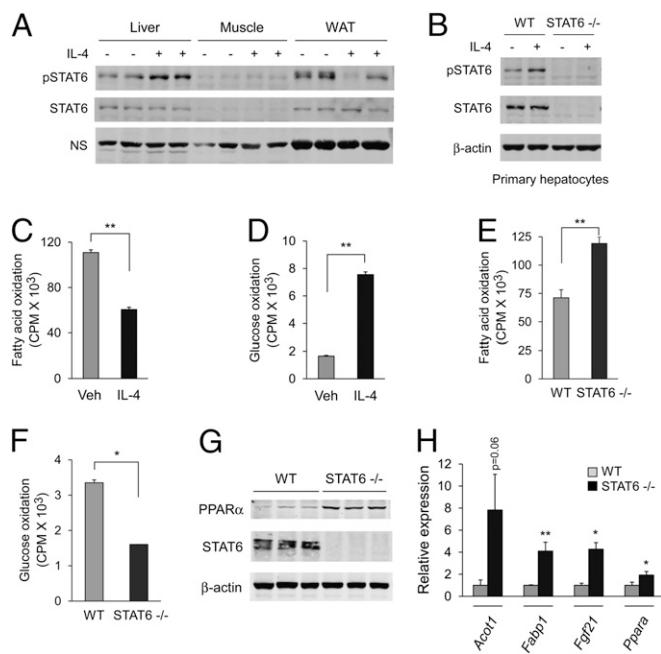 A
Liver Muscle WAT
IL-4 - - + + - - + + - - + +
pSTAT6
STAT6
NS
B
WT STAT6 -/-
IL-4 - + - +
pSTAT6
STAT6
β-actin
Primary hepatocytes
C
Fatty acid oxidation
(CPM X 10³)
120
90
60
30
0
**
Veh IL-4
D
Glucose oxidation
(CPM X 10³)
8
6
4
2
0
**
Veh IL-4
E
Fatty acid oxidation
(CPM X 10³)
125
100
75
50
25
0
**
WT STAT6 -/-
F
Glucose oxidation
(CPM X 10³)
4
3
2
1
0
*
WT STAT6 -/-
G
WT STAT6 -/-
PPARα
STAT6
β-actin
H
Relative expression
12
10
8
6
4
2
0
p=0.06
**
*
*
WT
STAT6 -/-
Acot1
Fabp1
Fgf21
Ppara